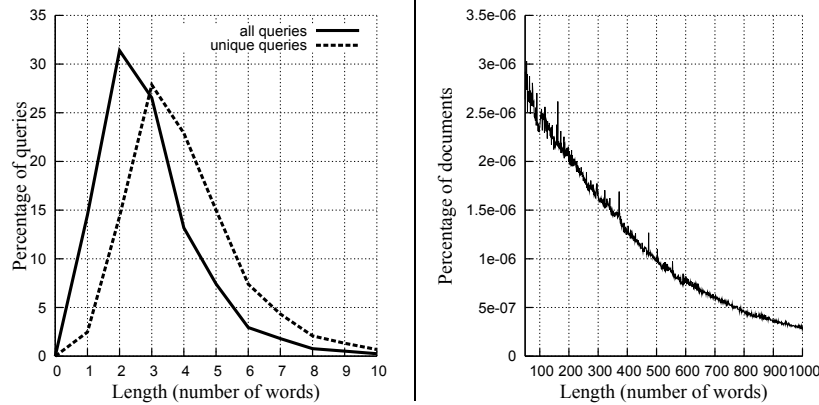 35
30
25
20
15
10
5
0
Percentage of queries
all queries
unique queries
0 1 2 3 4 5 6 7 8 9 10
Length (number of words)
3.5e-06
3e-06
2.5e-06
2e-06
1.5e-06
1e-06
5e-07
0
Percentage of documents
100 200 300 400 500 600 700 800 900 1000
Length (number of words)